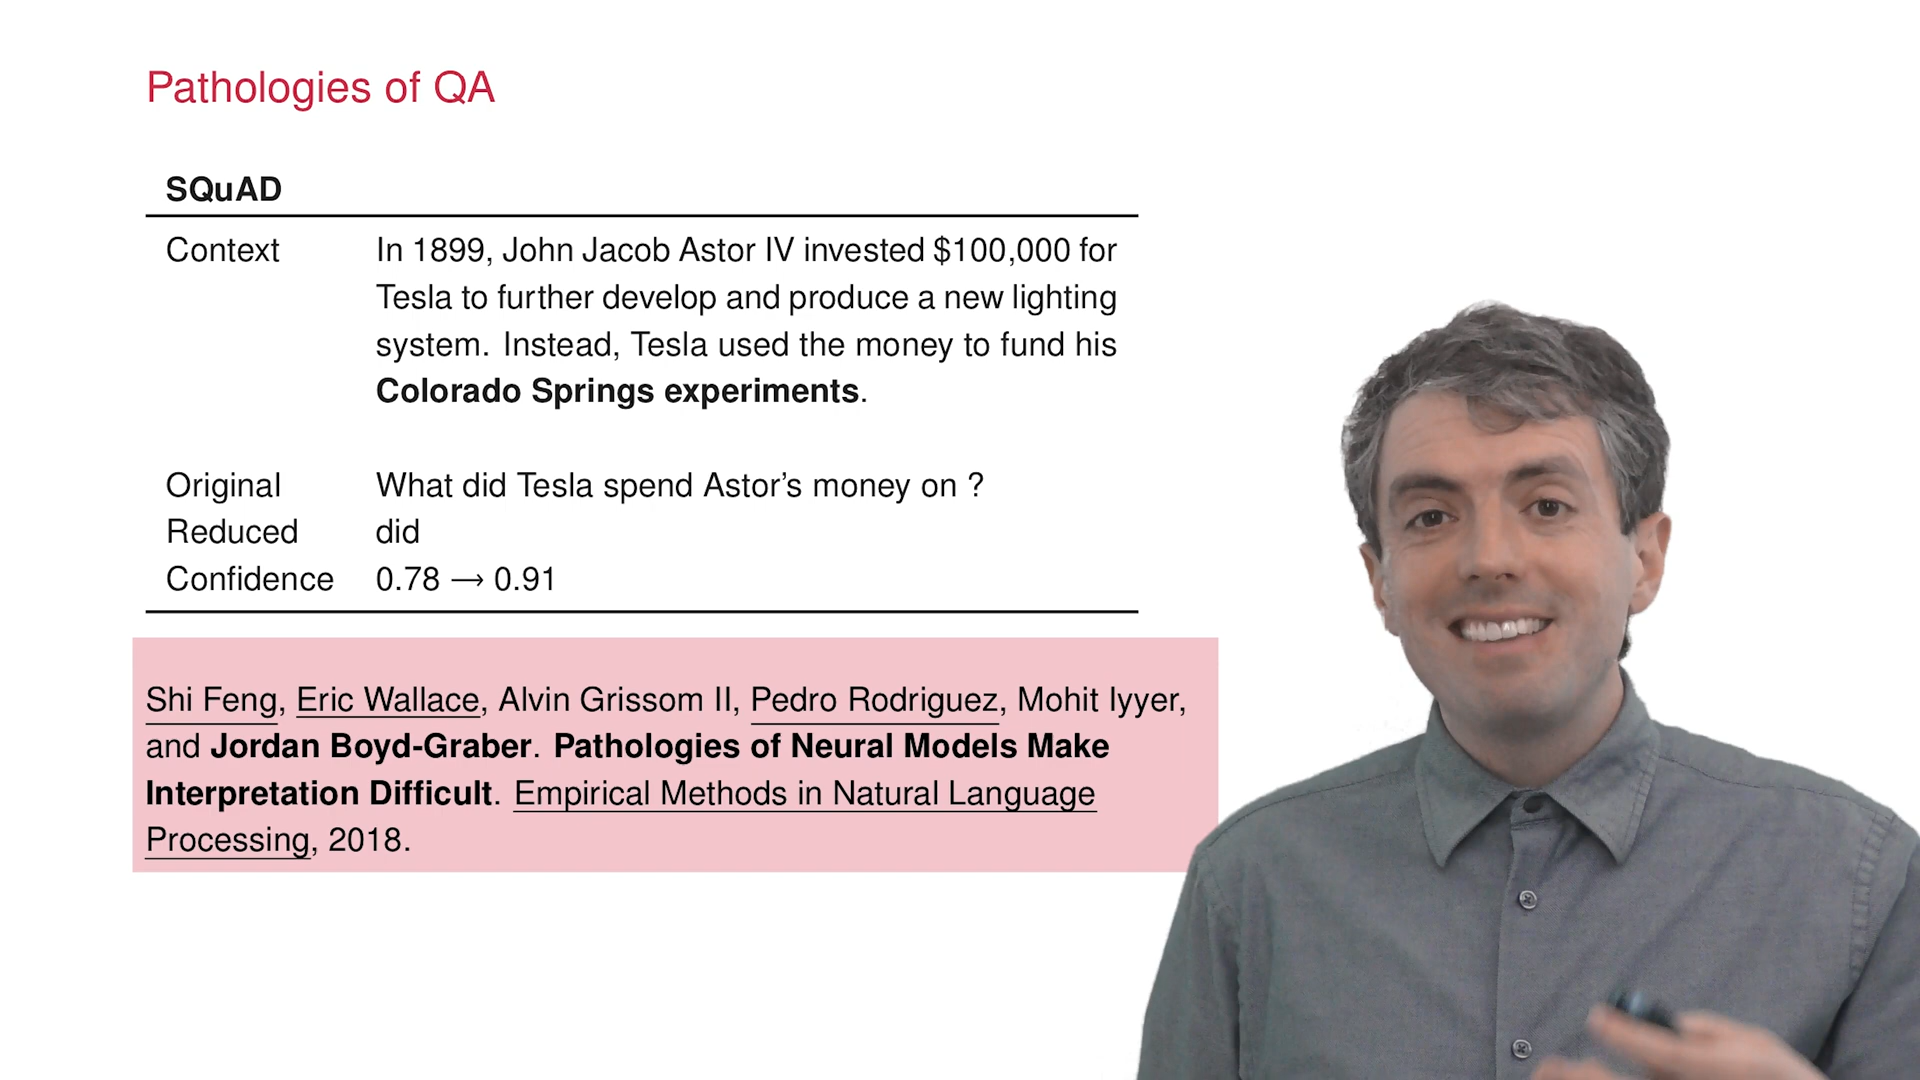 Pathologies of QA
SQuAD
Context In 1899, John Jacob Astor IV invested $100,000 for
Tesla to further develop and produce a new lighting
system. Instead, Tesla used the money to fund his
Colorado Springs experiments.
Original What did Tesla spend Astor's money on ?
Reduced did
Confidence 0.78 → 0.91
Shi Feng, Eric Wallace, Alvin Grissom II, Pedro Rodriguez, Mohit Iyyer,
and Jordan Boyd-Graber. Pathologies of Neural Models Make
Interpretation Difficult. Empirical Methods in Natural Language
Processing, 2018.